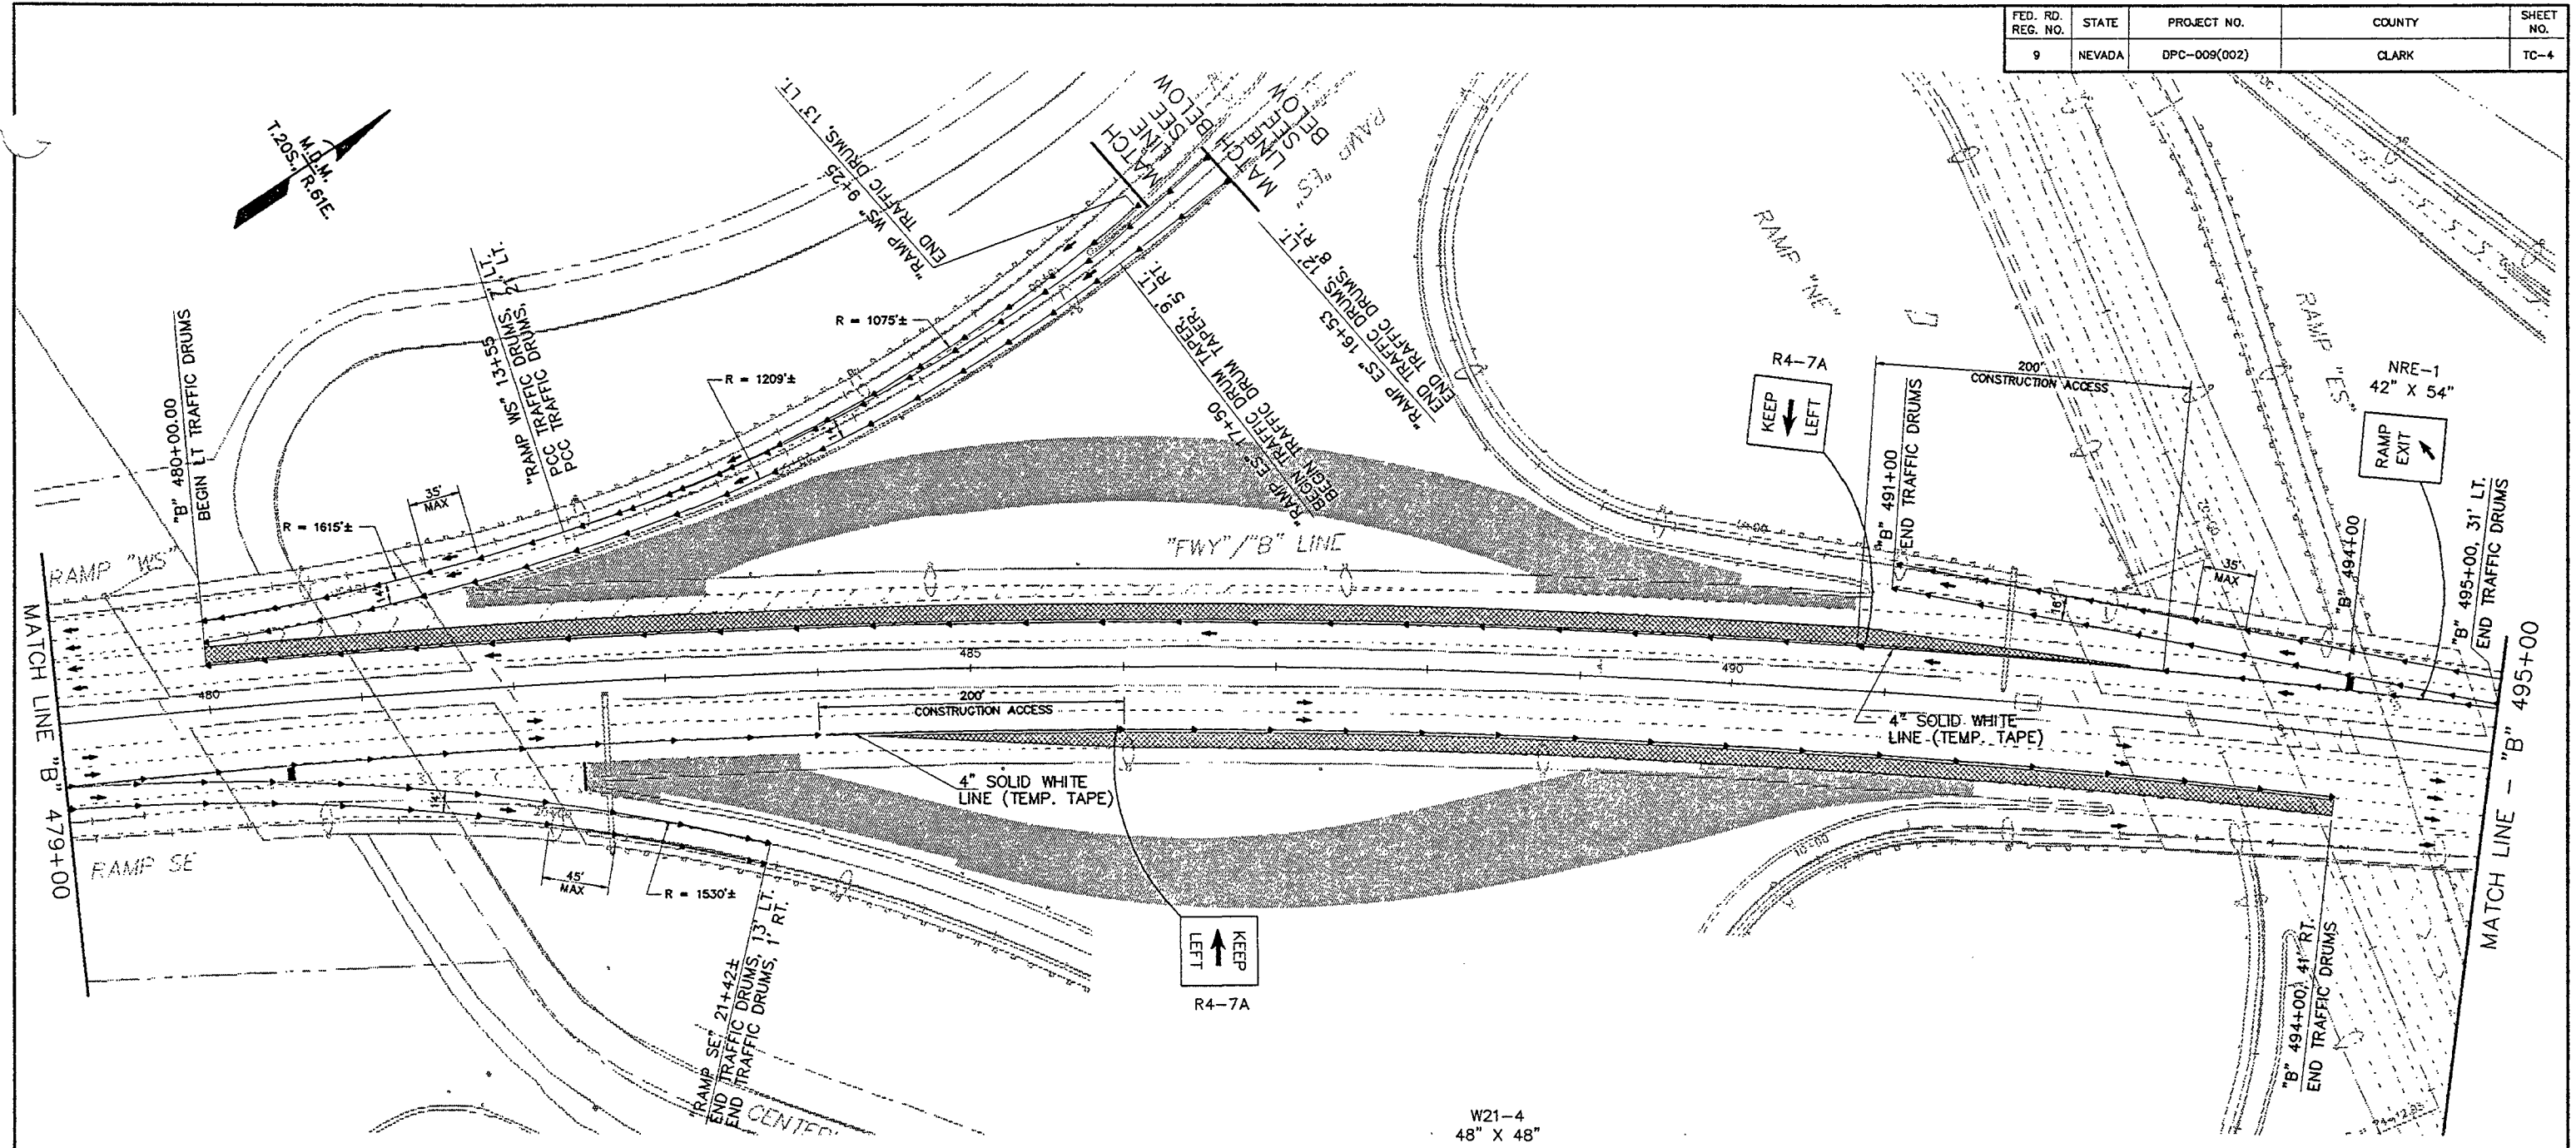 FED. RD. REG. NO.
STATE
PROJECT NO.
COUNTY
SHEET NO.
9
NEVADA
DPC-009(002)
CLARK
TC-4
T.20S., R.61E.
M.D.M.
"RAMP WS" 9+25
END TRAFFIC DRUMS, 13' LT.
MATCH LINE
SEE BELOW
MATCH LINE
SEE BELOW
RAMP "ES"
"B" 480+00.00
BEGIN LT TRAFFIC DRUMS
"RAMP WS" 13+55
PCC TRAFFIC DRUMS, 7' LT.
PCC TRAFFIC DRUMS, 21' LT.
R = 1075'±
R = 1209'±
R = 1615'±
35'
MAX
14'
14'
"RAMP ES" 17+50
BEGIN TRAFFIC DRUM TAPER, 9' LT.
BEGIN TRAFFIC DRUM TAPER, 5' RT.
"RAMP ES" 16+53
END TRAFFIC DRUMS, 12' LT.
END TRAFFIC DRUMS, 8' RT.
RAMP "NE"
RAMP "ES"
R4-7A
KEEP
LEFT
200'
CONSTRUCTION ACCESS
"B" 491+00
END TRAFFIC DRUMS
NRE-1
42" X 54"
RAMP
EXIT
"B" 494+00
"B" 495+00, 31' LT.
END TRAFFIC DRUMS
35'
MAX
16'
RAMP "WS"
"FWY"/"B" LINE
MATCH LINE "B" 479+00
480
485
490
200'
CONSTRUCTION ACCESS
4" SOLID WHITE
LINE (TEMP. TAPE)
4" SOLID WHITE
LINE (TEMP. TAPE)
MATCH LINE - "B" 495+00
RAMP SE
14'
45'
MAX
R = 1530'±
KEEP
LEFT
R4-7A
10+00
"RAMP SE" 21+42±
END TRAFFIC DRUMS, 13' LT.
END TRAFFIC DRUMS, 1' RT.
"B" 494+00, 41' RT.
END TRAFFIC DRUMS
W21-4
48" X 48"